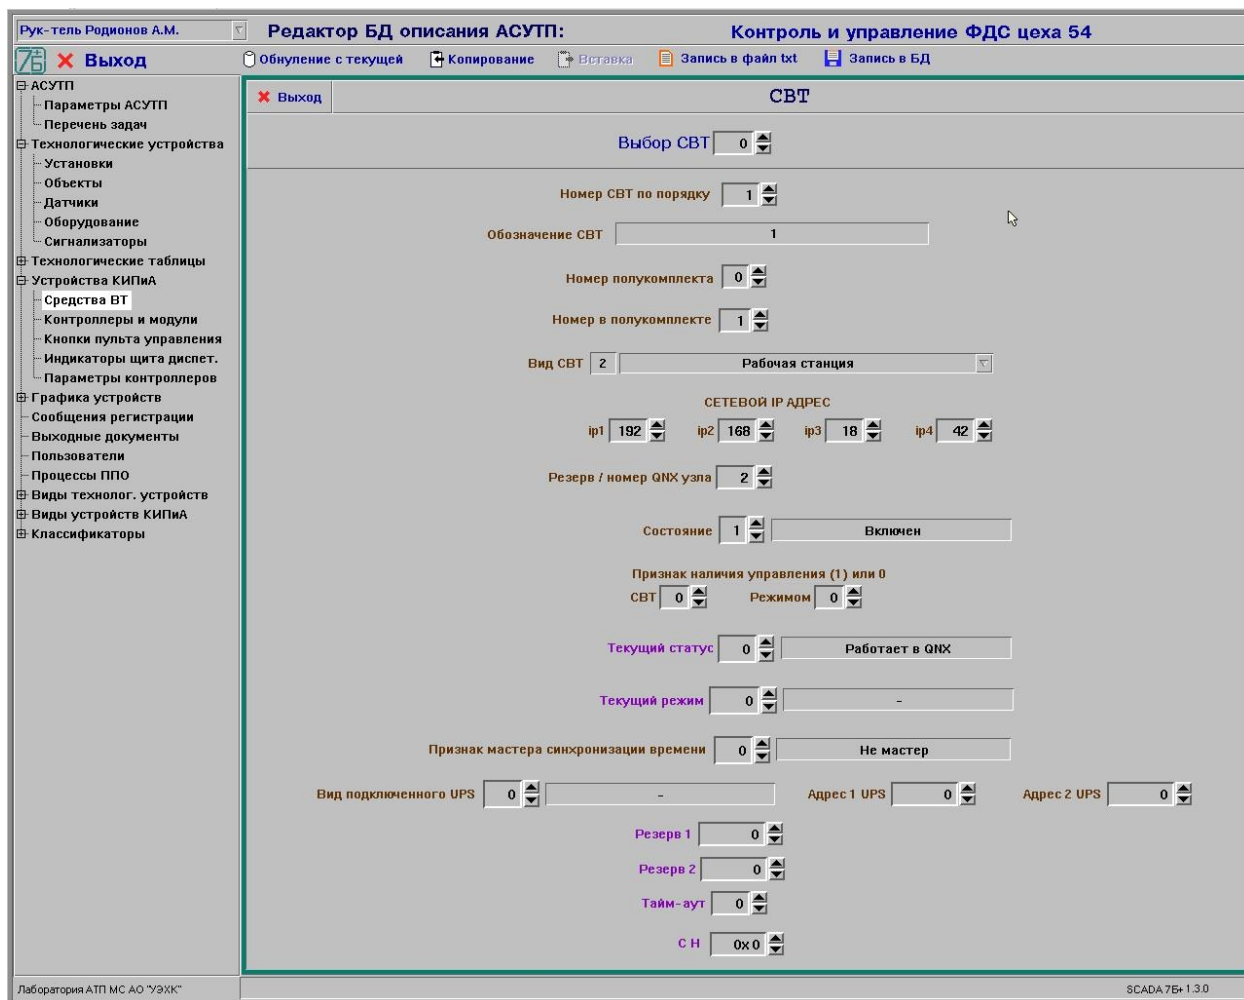 Рук-тель Родионов А.М. Редактор БД описания АСУТП: Контроль и управление ФДС цеха 54
7Б Выход Обнуление с текущей Копирование Вставка Запись в файл txt Запись в БД
АСУТП
Параметры АСУТП
Перечень задач
Технологические устройства
Установки
Объекты
Датчики
Оборудование
Сигнализаторы
Технологические таблицы
Устройства КИПиА
Средства ВТ
Контроллеры и модули
Кнопки пульта управления
Индикаторы щита диспет.
Параметры контроллеров
Графика устройств
Сообщения регистрации
Выходные документы
Пользователи
Процессы ППО
Виды технолог. устройств
Виды устройств КИПиА
Классификаторы
Выход СВТ
Выбор СВТ 0
Номер СВТ по порядку 1
Обозначение СВТ 1
Номер полукомплекта 0
Номер в полукомплекте 1
Вид СВТ 2 Рабочая станция
СЕТЕВОЙ IP АДРЕС
ip1 192 ip2 168 ip3 18 ip4 42
Резерв / номер QNX узла 2
Состояние 1 Включен
Признак наличия управления (1) или 0
СВТ 0 Режимом 0
Текущий статус 0 Работает в QNX
Текущий режим 0 -
Признак мастера синхронизации времени 0 Не мастер
Вид подключенного UPS 0 - Адрес 1 UPS 0 Адрес 2 UPS 0
Резерв 1 0
Резерв 2 0
Тайм-аут 0
С Н 0x 0
Лаборатория АТП МС АО "УЭХК" SCADA 7Б+ 1.3.0